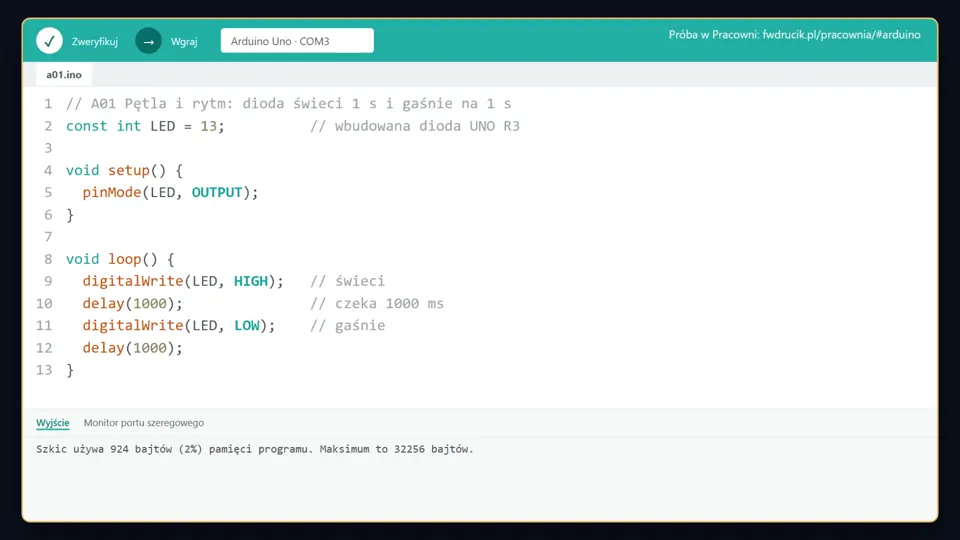 ✓ Zweryfikuj → Wgraj Arduino Uno · COM3 Próba w Pracowni: fwdrucik.pl/pracownia/#arduino
a01.ino
1 // A01 Pętla i rytm: dioda świeci 1 s i gaśnie na 1 s
2 const int LED = 13; // wbudowana dioda UNO R3
3
4 void setup() {
5 pinMode(LED, OUTPUT);
6 }
7
8 void loop() {
9 digitalWrite(LED, HIGH); // świeci
10 delay(1000); // czeka 1000 ms
11 digitalWrite(LED, LOW); // gaśnie
12 delay(1000);
13 }
Wyjście Monitor portu szeregowego
Szkic używa 924 bajtów (2%) pamięci programu. Maksimum to 32256 bajtów.